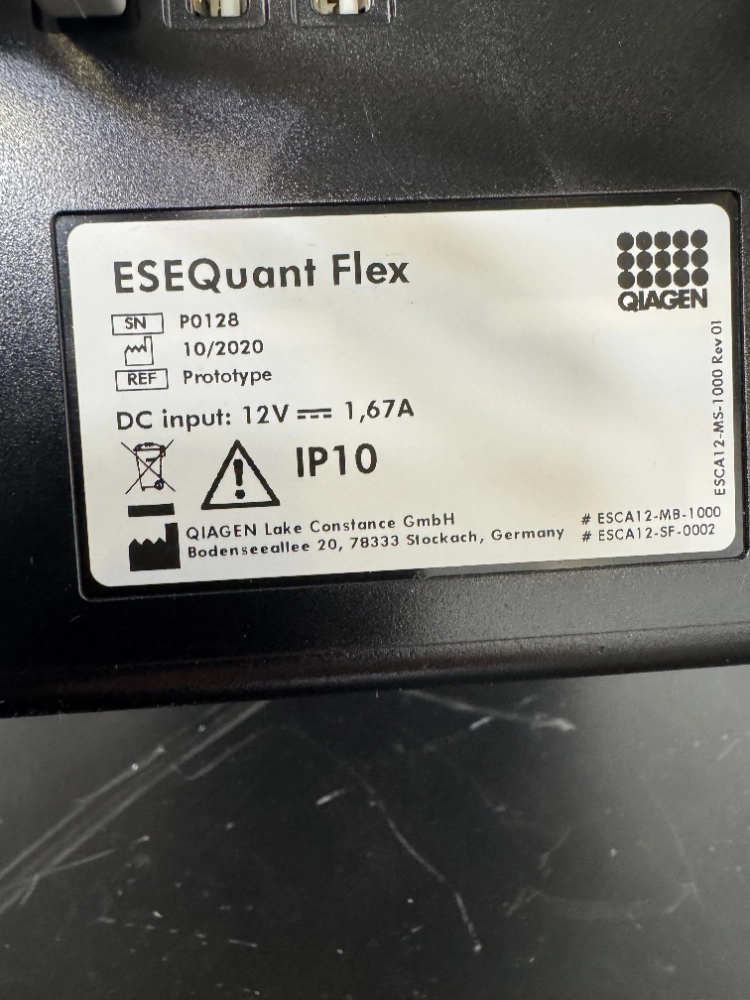 ESEQuant Flex
QIAGEN
SN P0128
10/2020
REF Prototype
DC input: 12V 1,67A
IP10
QIAGEN Lake Constance GmbH
Bodenseeallee 20, 78333 Stockach, Germany
# ESCA12-MB-1000
# ESCA12-SF-0002
ESCA12-MS-1000 Rev 01